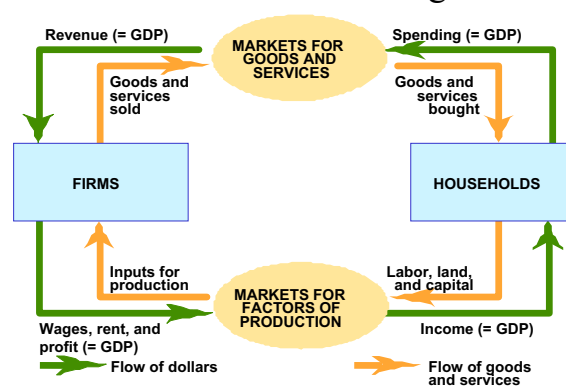 Revenue (= GDP)
MARKETS FOR
GOODS AND
SERVICES
Spending (= GDP)
Goods and
services
sold
Goods and
services
bought
FIRMS
HOUSEHOLDS
Inputs for
production
Labor, land,
and capital
MARKETS FOR
FACTORS OF
PRODUCTION
Wages, rent, and
profit (= GDP)
Income (= GDP)
Flow of dollars
Flow of goods
and services